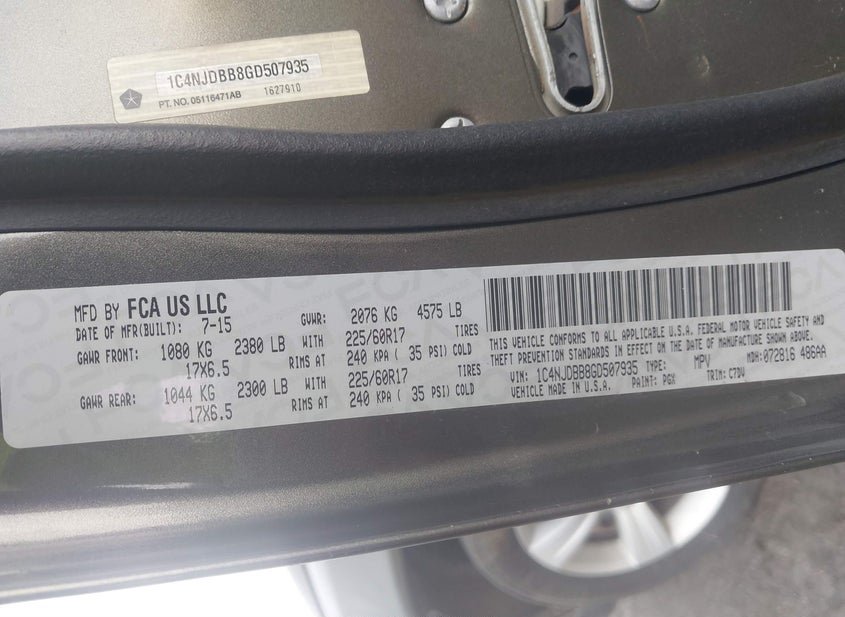 1C4NJDBB8GD507935
PT. NO. 05116471AB 1627910
MFD BY FCA US LLC
DATE OF MFR(BUILT): 7-15 GVWR: 2076 KG 4575 LB
GAWR FRONT: 1080 KG 2380 LB WITH 225/60R17 TIRES
17X6.5 RIMS AT 240 KPA ( 35 PSI) COLD
GAWR REAR: 1044 KG 2300 LB WITH 225/60R17 TIRES
17X6.5 RIMS AT 240 KPA ( 35 PSI) COLD
THIS VEHICLE CONFORMS TO ALL APPLICABLE U.S.A. FEDERAL MOTOR VEHICLE SAFETY AND
THEFT PREVENTION STANDARDS IN EFFECT ON THE DATE OF MANUFACTURE SHOWN ABOVE.
VIN: 1C4NJDBB8GD507935 TYPE: MPV MDH: 072816 486AA
VEHICLE MADE IN U.S.A. PAINT: PGX TRIM: C7DV